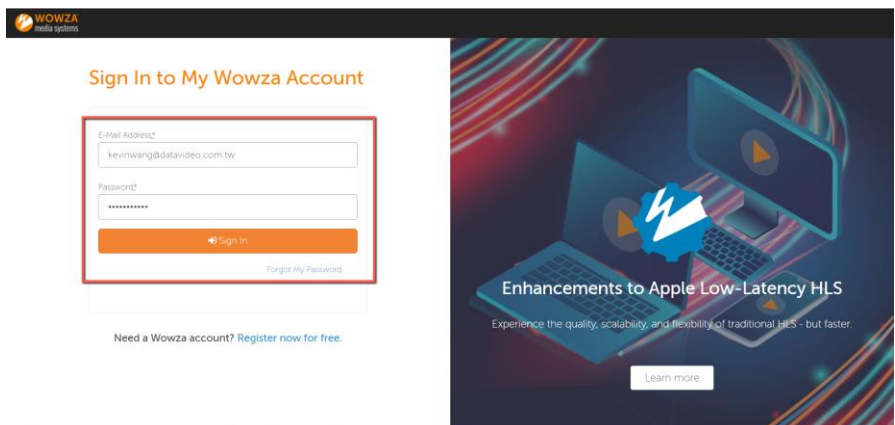 WOWZA
media systems
Sign In to My Wowza Account
E-Mail Address*
kevinwang@datavideo.com.tw
Password*
•••••••••••
Sign In
Forgot My Password
Need a Wowza account? Register now for free.
Enhancements to Apple Low-Latency HLS
Experience the quality, scalability, and flexibility of traditional HLS - but faster.
Learn more